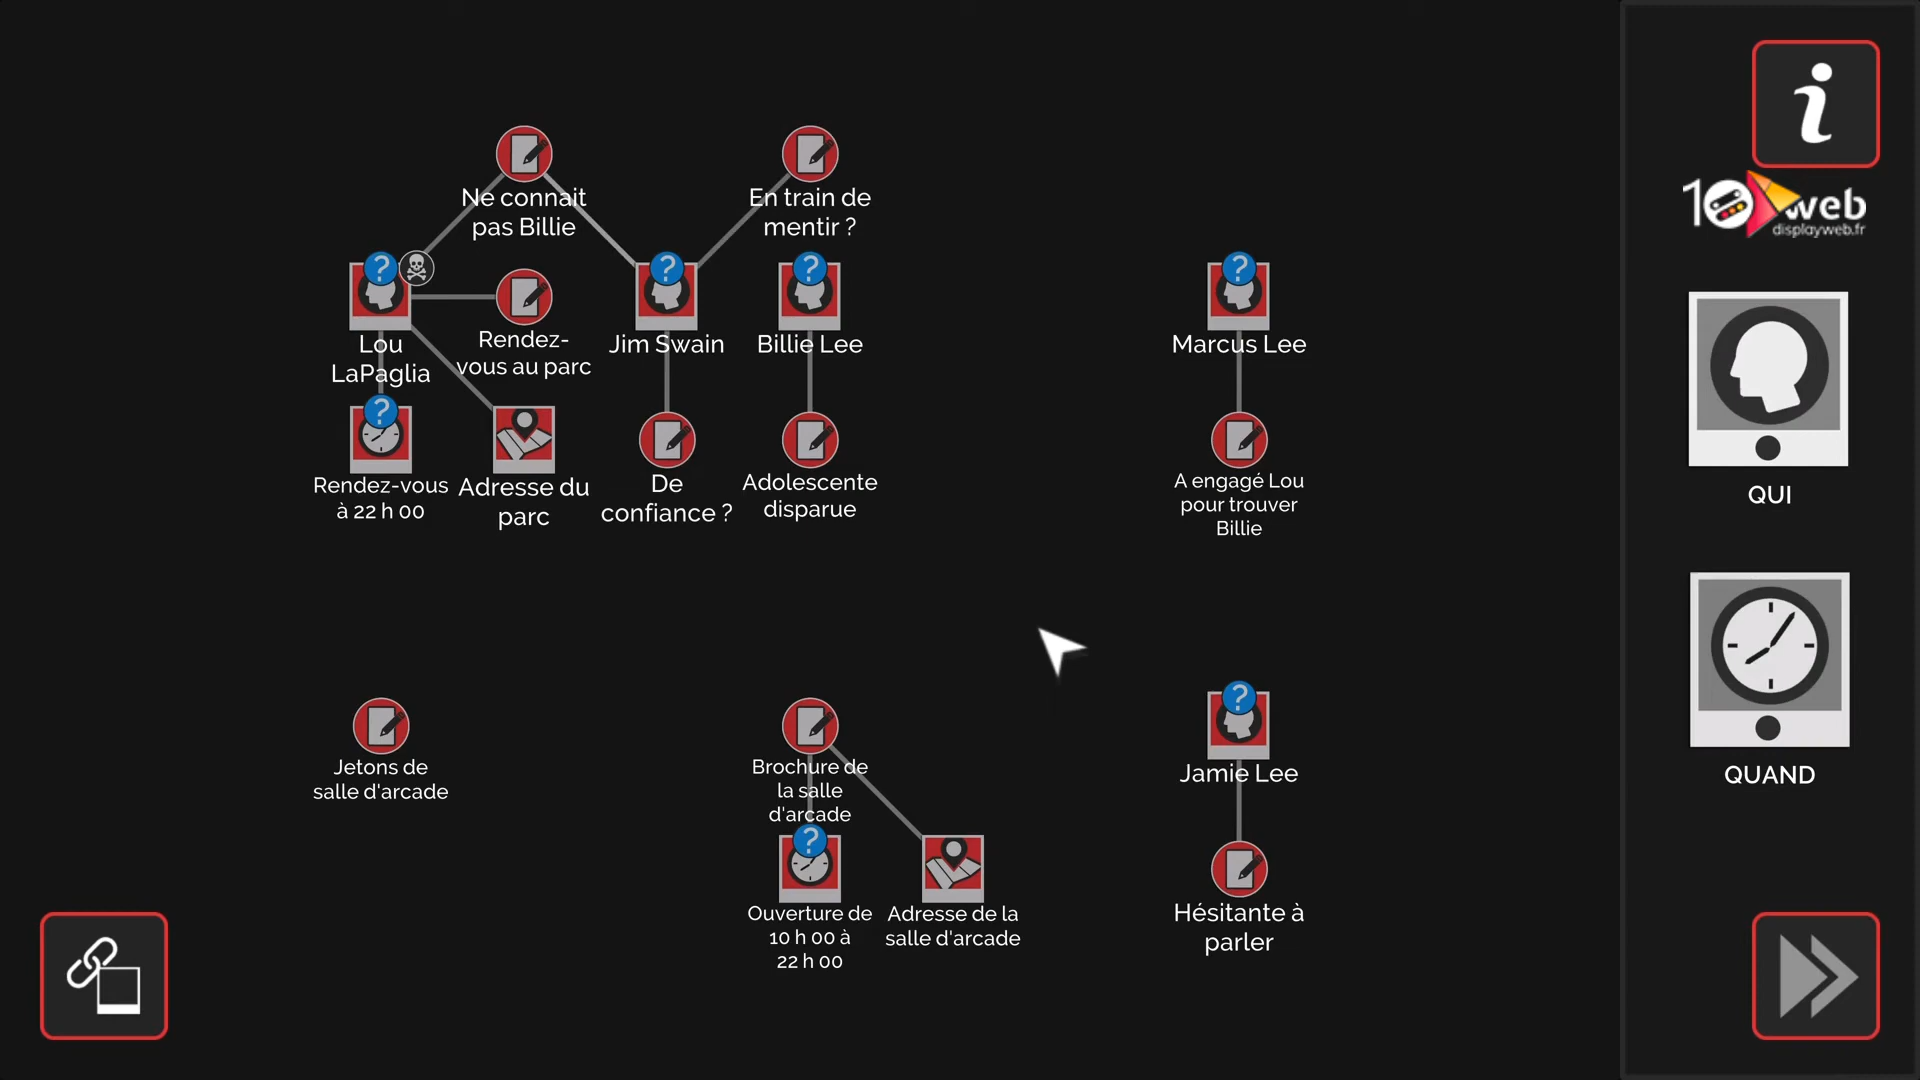 Ne connait
pas Billie
En train de
mentir ?
Lou
LaPaglia
Rendez-
vous au parc
Jim Swain
Billie Lee
Marcus Lee
Rendez-vous
à 22 h 00
Adresse du
parc
De
confiance ?
Adolescente
disparue
A engagé Lou
pour trouver
Billie
Jetons de
salle d'arcade
Brochure de
la salle
d'arcade
Jamie Lee
Ouverture de
10 h 00 à
22 h 00
Adresse de la
salle d'arcade
Hésitante à
parler
10 web
displayweb.fr
QUI
QUAND